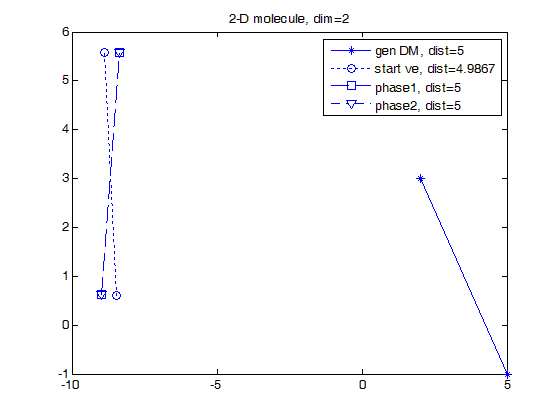 2-D molecule, dim=2
gen DM, dist=5
start ve, dist=4.9867
phase1, dist=5
phase2, dist=5
6
5
4
3
2
1
0
-1
-10
-5
0
5